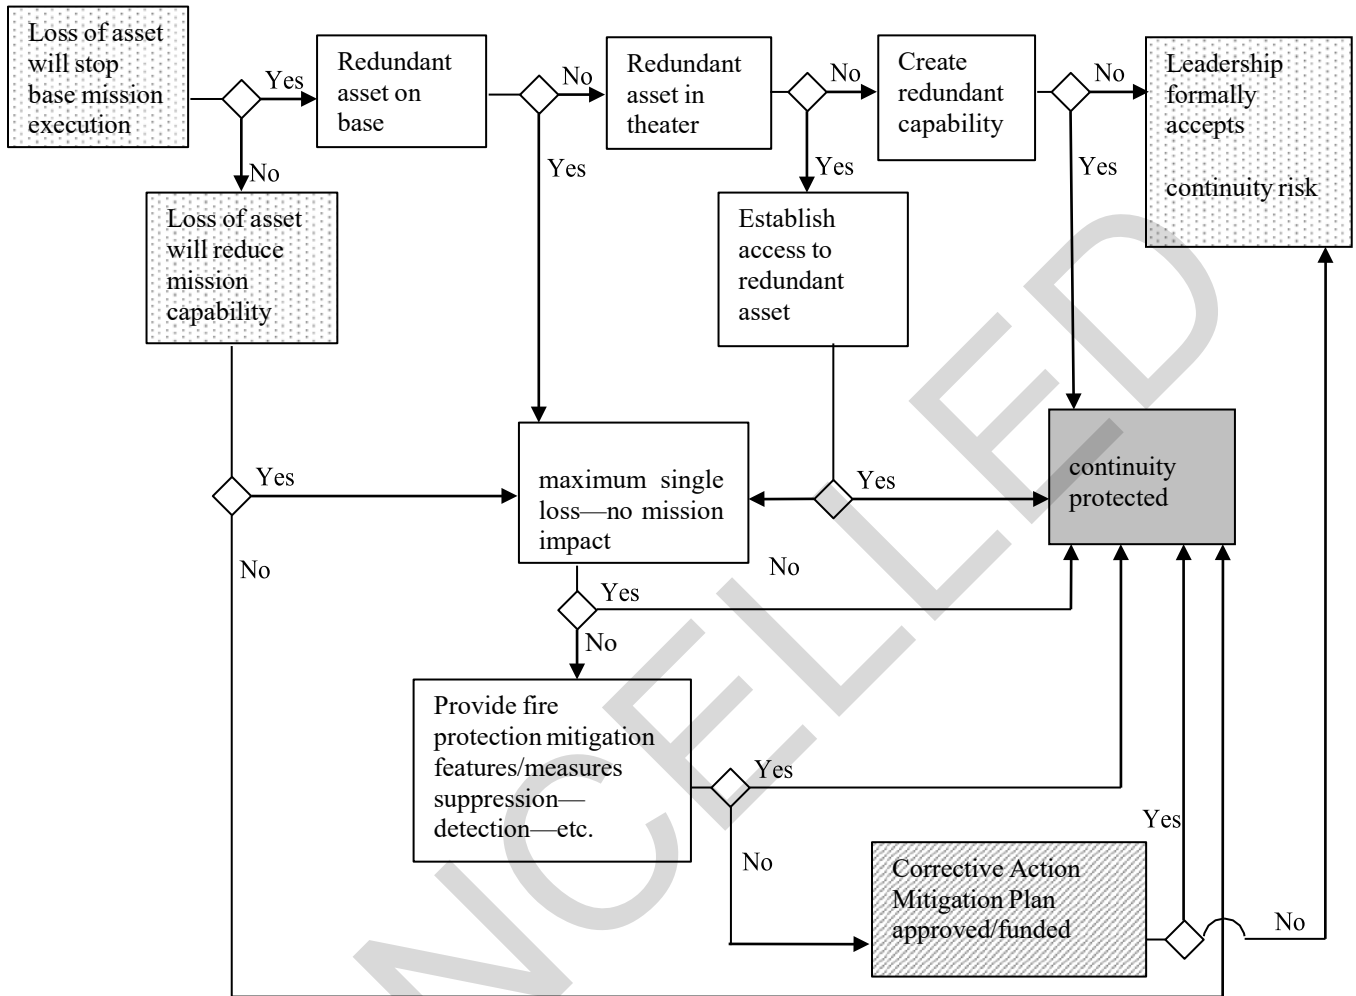 Loss of asset
will stop
base mission
execution
Yes
Redundant
asset on
base
No
Redundant
asset in
theater
No
Create
redundant
capability
No
Leadership
formally
accepts
continuity risk
No
Yes
Yes
Yes
Loss of asset
will reduce
mission
capability
Establish
access to
redundant
asset
Yes
maximum single
loss—no mission
impact
Yes
continuity
protected
No
No
Yes
No
Provide fire
protection mitigation
features/measures
suppression—
detection—etc.
Yes
No
Corrective Action
Mitigation Plan
approved/funded
Yes
No
NCELLED